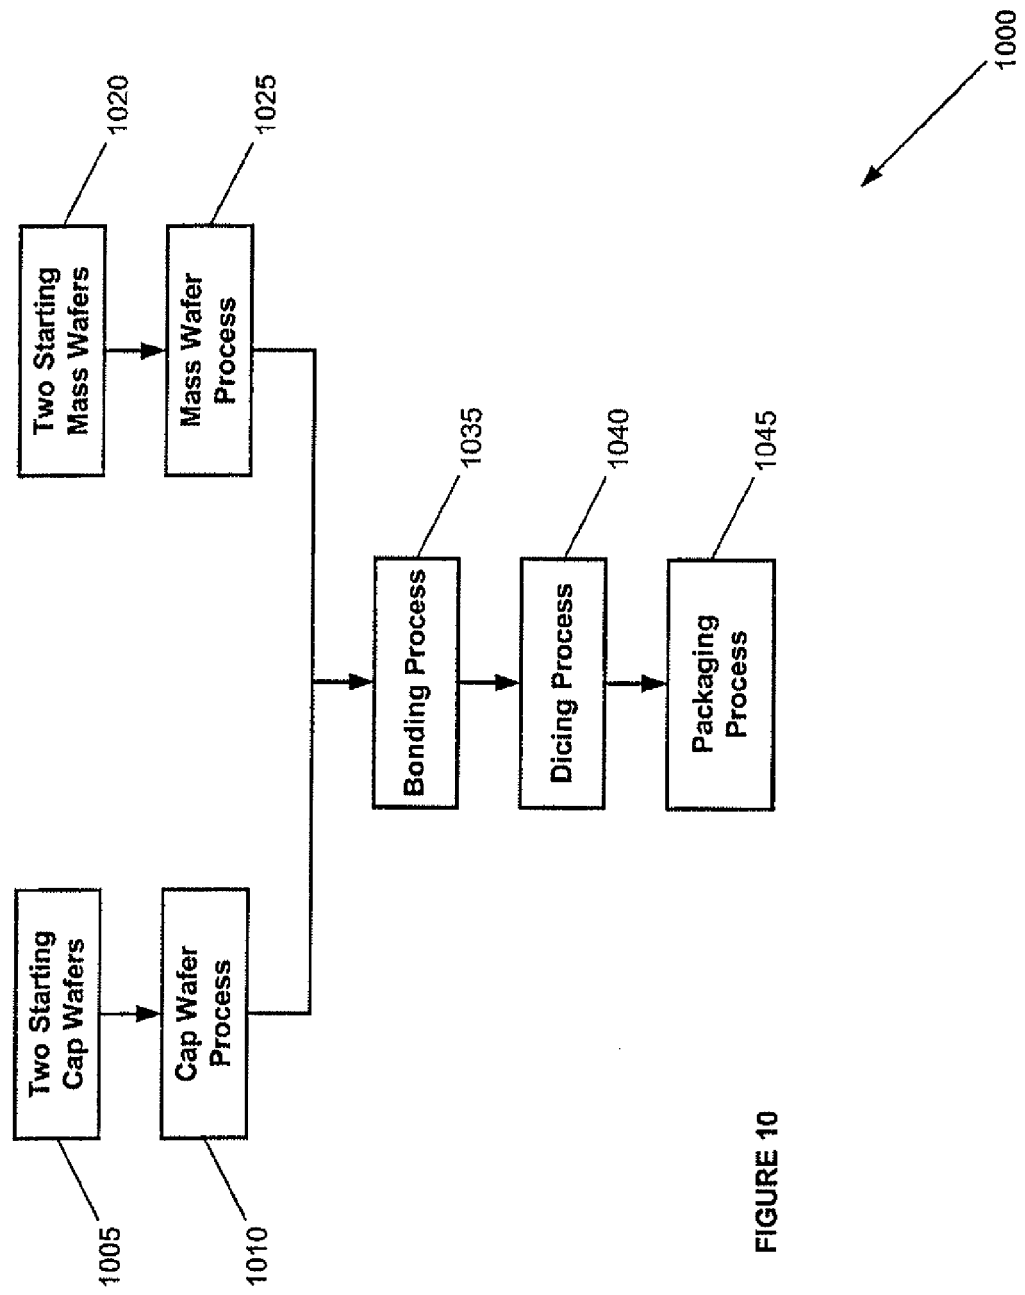 1005
Two Starting
Cap Wafers
1010
Cap Wafer
Process
Two Starting
Mass Wafers
1020
Mass Wafer
Process
1025
Bonding Process
1035
Dicing Process
1040
Packaging
Process
1045
FIGURE 10
1000